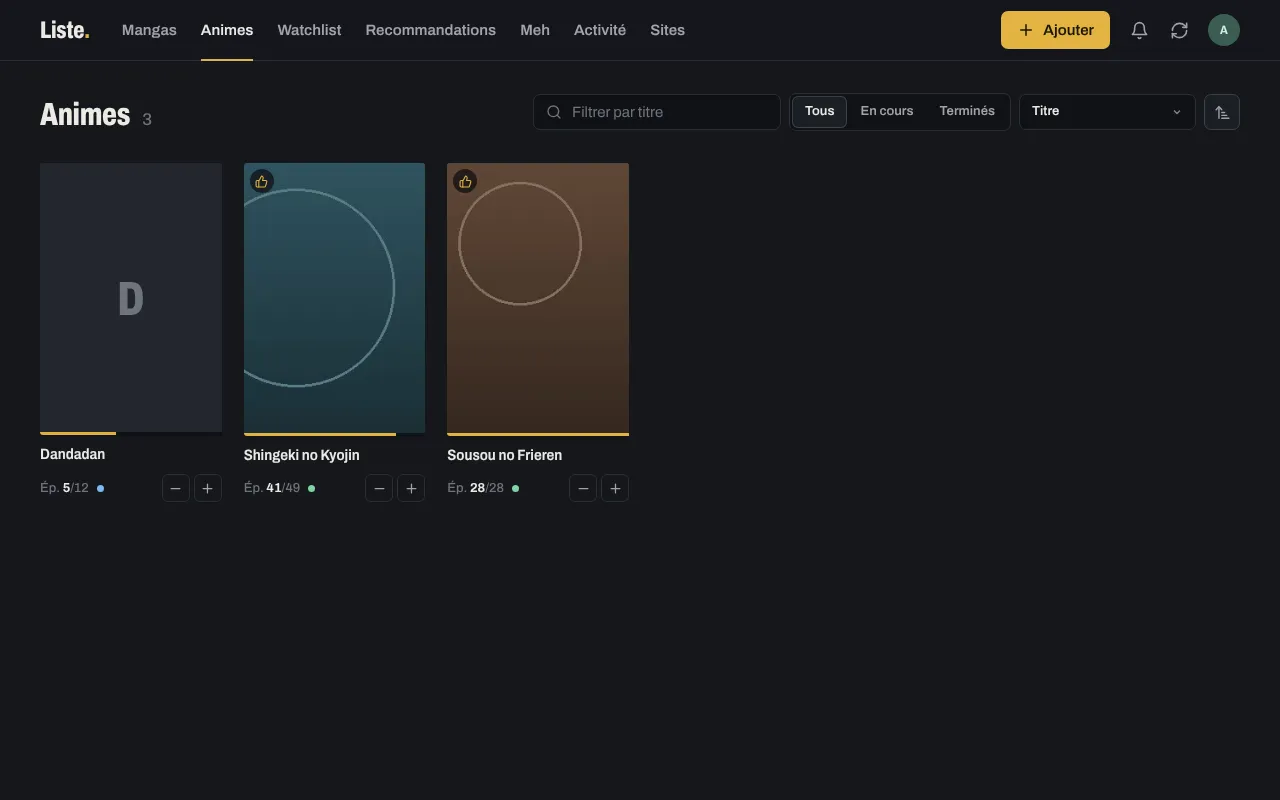 Liste. Mangas Animes Watchlist Recommandations Meh Activité Sites Ajouter A
Animes 3 Filtrer par titre Tous En cours Terminés Titre
D
Dandadan Shingeki no Kyojin Sousou no Frieren
Ép. 5/12 Ép. 41/49 Ép. 28/28